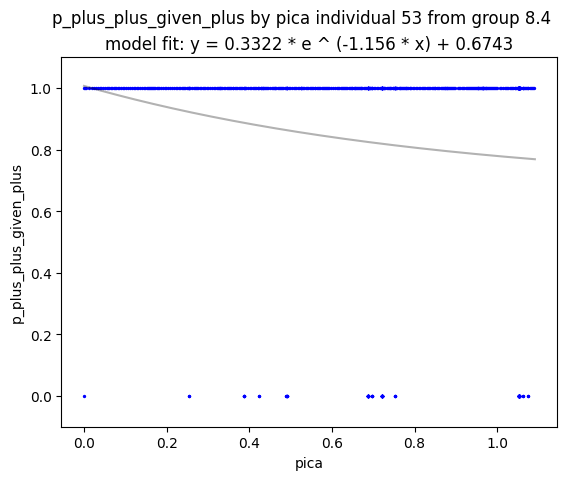 p_plus_plus_given_plus by pica individual 53 from group 8.4
model fit: y = 0.3322 * e ^ (-1.156 * x) + 0.6743
1.0
0.8
0.6
0.4
0.2
0.0
p_plus_plus_given_plus
0.0 0.2 0.4 0.6 0.8 1.0
pica